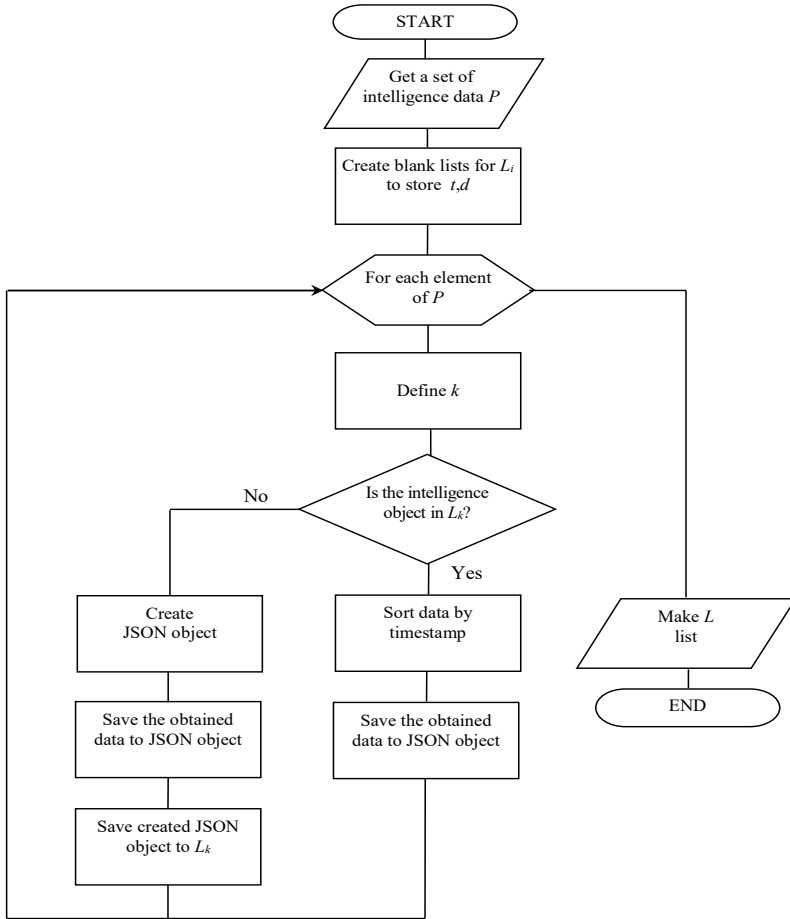 START
Get a set of
intelligence data P
Create blank lists for Lᵢ
to store t,d
For each element
of P
Define k
Is the intelligence
object in Lₖ?
No
Yes
Create
JSON object
Sort data by
timestamp
Make L
list
Save the obtained
data to JSON object
Save the obtained
data to JSON object
END
Save created JSON
object to Lₖ